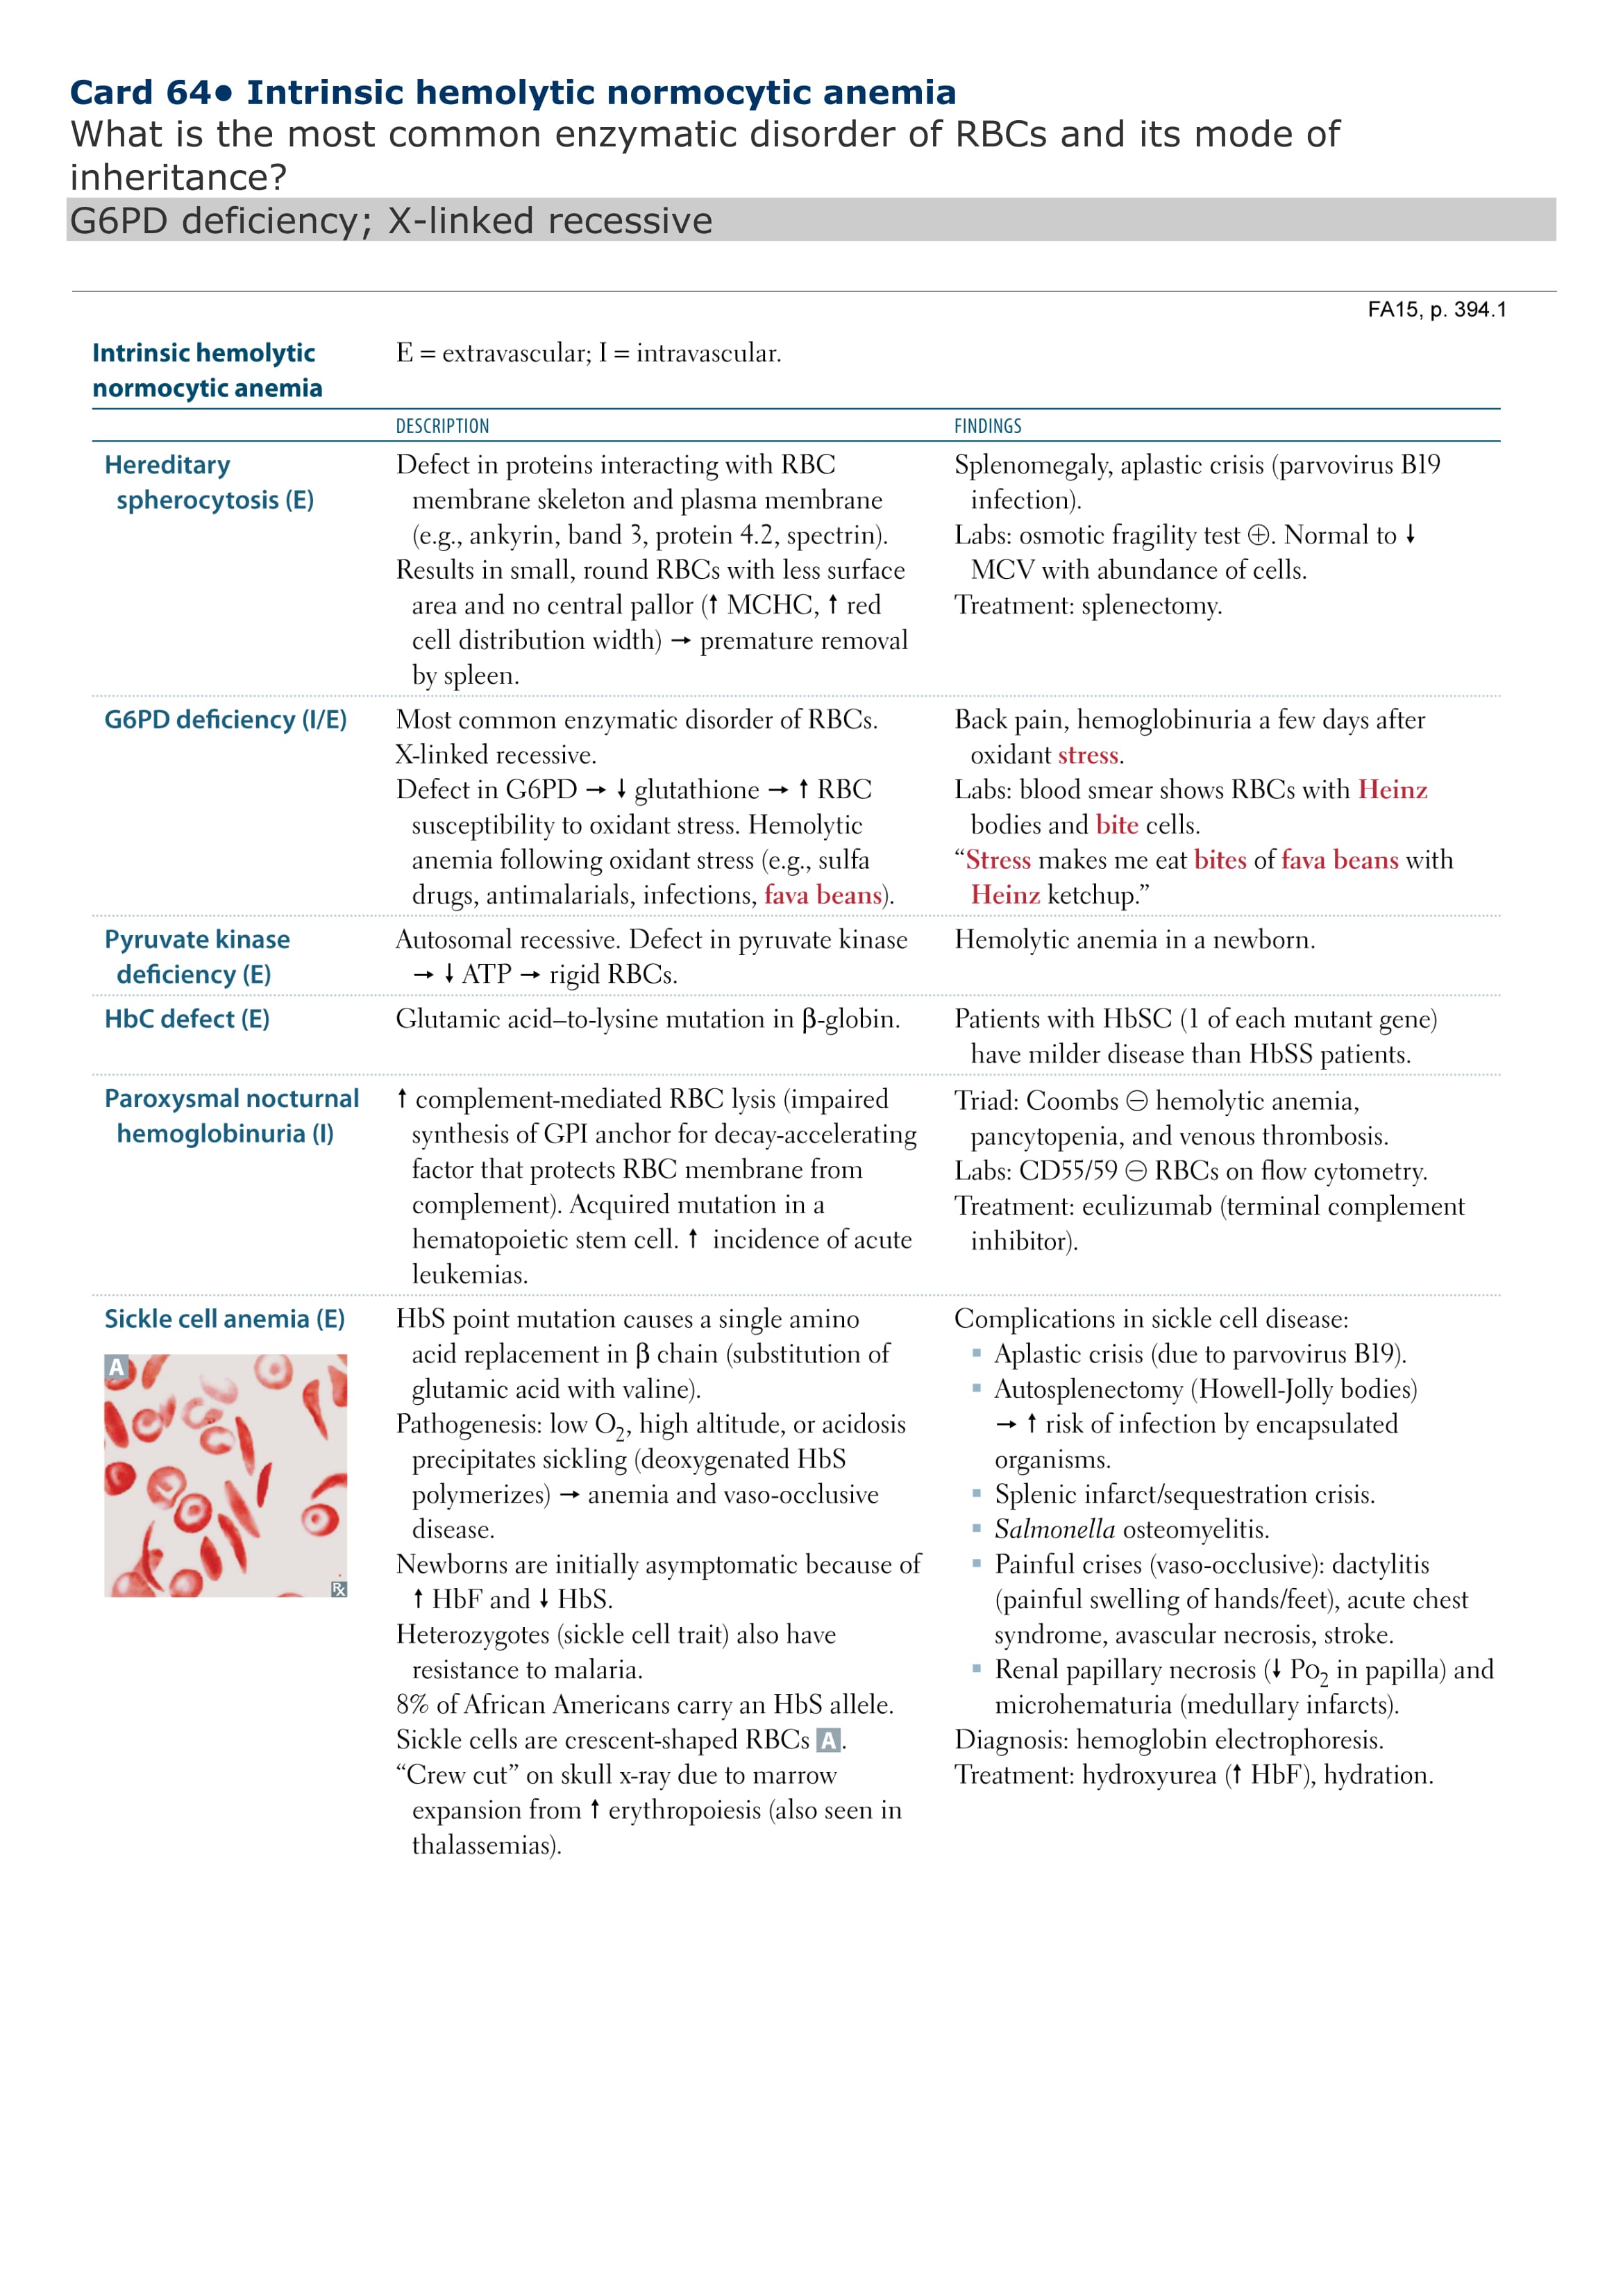 Card 64● Intrinsic hemolytic normocytic anemia
What is the most common enzymatic disorder of RBCs and its mode of
inheritance?
G6PD deficiency; X-linked recessive
FA15, p. 394.1
Intrinsic hemolytic
normocytic anemia
E = extravascular; I = intravascular.
DESCRIPTION
FINDINGS
Hereditary
spherocytosis (E)
Defect in proteins interacting with RBC
membrane skeleton and plasma membrane
(e.g., ankyrin, band 3, protein 4.2, spectrin).
Results in small, round RBCs with less surface
area and no central pallor (↑ MCHC, ↑ red
cell distribution width) → premature removal
by spleen.
Splenomegaly, aplastic crisis (parvovirus B19
infection).
Labs: osmotic fragility test ⊕. Normal to ↓
MCV with abundance of cells.
Treatment: splenectomy.
G6PD deficiency (I/E)
Most common enzymatic disorder of RBCs.
X-linked recessive.
Defect in G6PD → ↓ glutathione → ↑ RBC
susceptibility to oxidant stress. Hemolytic
anemia following oxidant stress (e.g., sulfa
drugs, antimalarials, infections, fava beans).
Back pain, hemoglobinuria a few days after
oxidant stress.
Labs: blood smear shows RBCs with Heinz
bodies and bite cells.
“Stress makes me eat bites of fava beans with
Heinz ketchup.”
Pyruvate kinase
deficiency (E)
Autosomal recessive. Defect in pyruvate kinase
→ ↓ ATP → rigid RBCs.
Hemolytic anemia in a newborn.
HbC defect (E)
Glutamic acid–to-lysine mutation in β-globin.
Patients with HbSC (1 of each mutant gene)
have milder disease than HbSS patients.
Paroxysmal nocturnal
hemoglobinuria (I)
↑ complement-mediated RBC lysis (impaired
synthesis of GPI anchor for decay-accelerating
factor that protects RBC membrane from
complement). Acquired mutation in a
hematopoietic stem cell. ↑ incidence of acute
leukemias.
Triad: Coombs ⊖ hemolytic anemia,
pancytopenia, and venous thrombosis.
Labs: CD55/59 ⊖ RBCs on flow cytometry.
Treatment: eculizumab (terminal complement
inhibitor).
Sickle cell anemia (E)
A
℞
HbS point mutation causes a single amino
acid replacement in β chain (substitution of
glutamic acid with valine).
Pathogenesis: low O₂, high altitude, or acidosis
precipitates sickling (deoxygenated HbS
polymerizes) → anemia and vaso-occlusive
disease.
Newborns are initially asymptomatic because of
↑ HbF and ↓ HbS.
Heterozygotes (sickle cell trait) also have
resistance to malaria.
8% of African Americans carry an HbS allele.
Sickle cells are crescent-shaped RBCs A.
“Crew cut” on skull x-ray due to marrow
expansion from ↑ erythropoiesis (also seen in
thalassemias).
Complications in sickle cell disease:
▪ Aplastic crisis (due to parvovirus B19).
▪ Autosplenectomy (Howell-Jolly bodies)
→ ↑ risk of infection by encapsulated
organisms.
▪ Splenic infarct/sequestration crisis.
▪ Salmonella osteomyelitis.
▪ Painful crises (vaso-occlusive): dactylitis
(painful swelling of hands/feet), acute chest
syndrome, avascular necrosis, stroke.
▪ Renal papillary necrosis (↓ Po₂ in papilla) and
microhematuria (medullary infarcts).
Diagnosis: hemoglobin electrophoresis.
Treatment: hydroxyurea (↑ HbF), hydration.